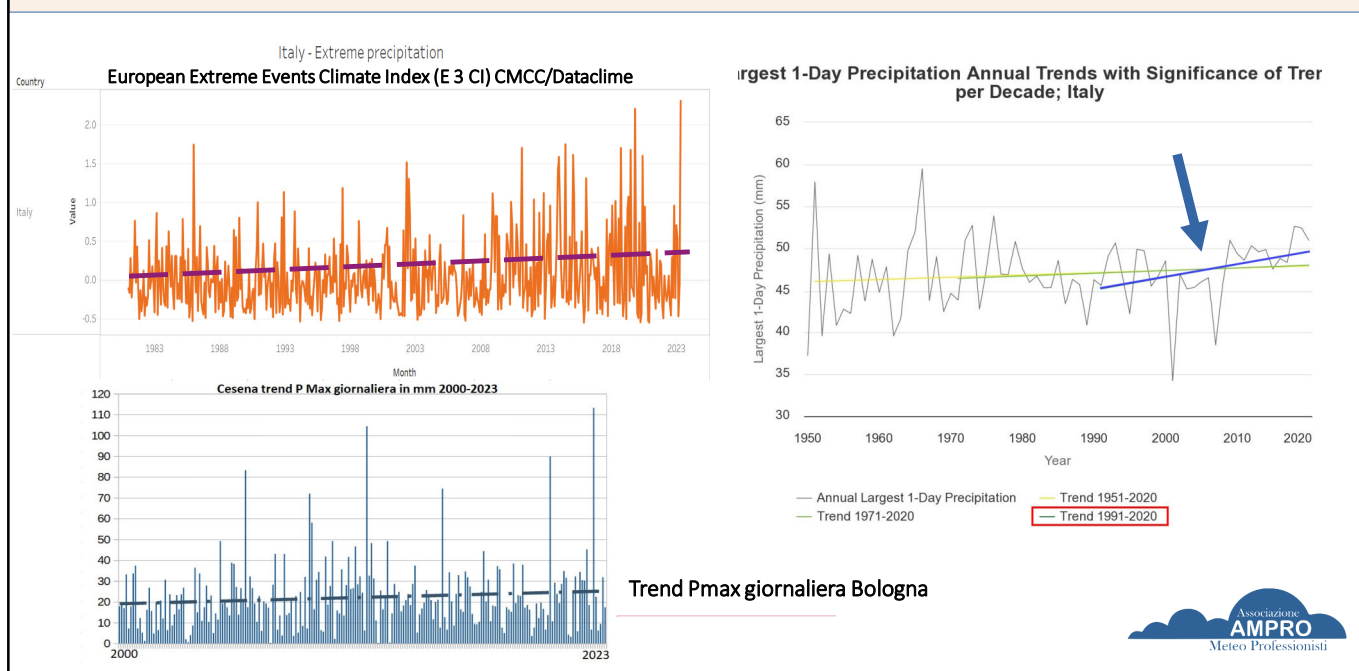 Italy - Extreme precipitation
European Extreme Events Climate Index (E 3 CI) CMCC/Dataclime
Country
Italy
Value
2.0
1.5
1.0
0.5
0.0
-0.5
1983 1988 1993 1998 2003 2008 2013 2018 2023
Month
rgest 1-Day Precipitation Annual Trends with Significance of Trer
per Decade; Italy
Largest 1-Day Precipitation (mm)
65
60
55
50
45
40
35
30
1950 1960 1970 1980 1990 2000 2010 2020
Year
Annual Largest 1-Day Precipitation
Trend 1951-2020
Trend 1971-2020
Trend 1991-2020
Cesena trend P Max giornaliera in mm 2000-2023
120
110
100
90
80
70
60
50
40
30
20
10
0
2000 2023
Trend Pmax giornaliera Bologna
Associazione
AMPRO
Meteo Professionisti